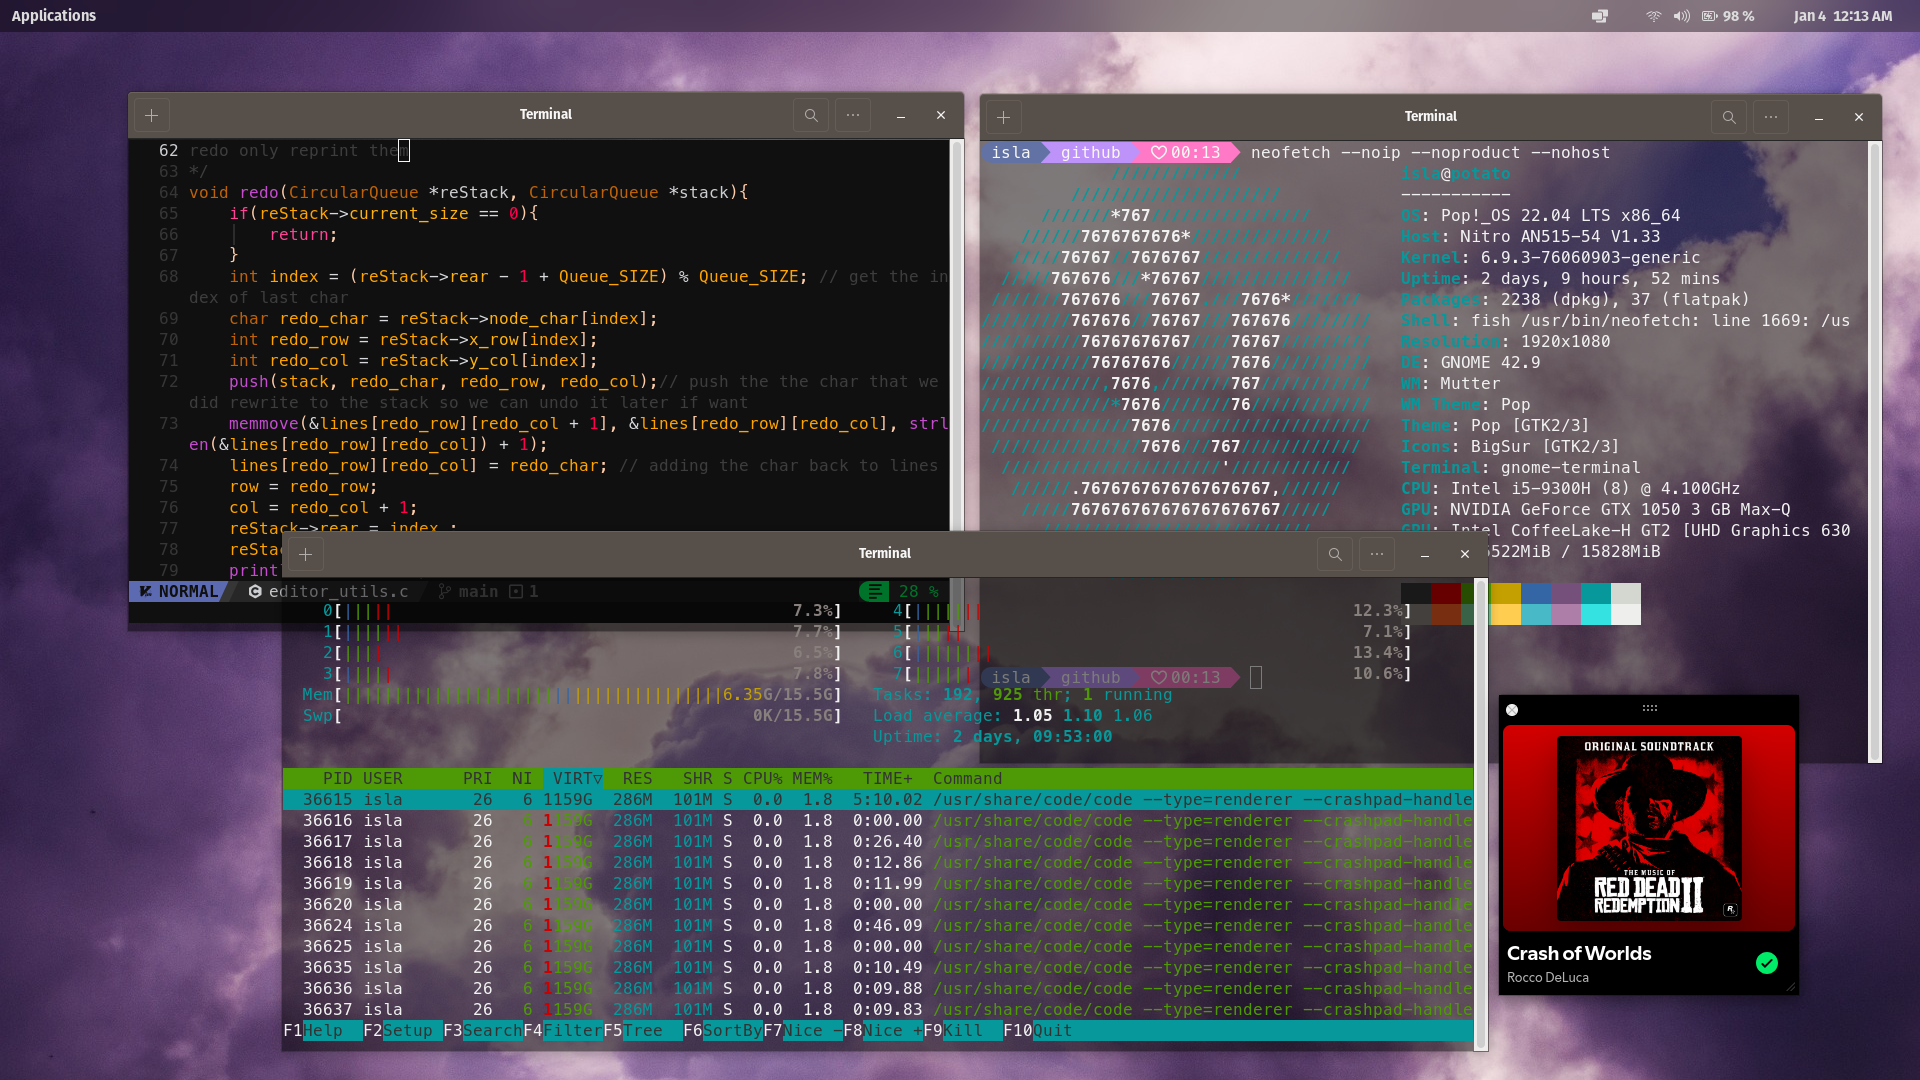 Applications
98 %
Jan 4 12:13 AM
Terminal
62 redo only reprint them
63 */
64 void redo(CircularQueue *reStack, CircularQueue *stack){
65 if(reStack->current_size == 0){
66 return;
67 }
68 int index = (reStack->rear - 1 + Queue_SIZE) % Queue_SIZE; // get the in
dex of last char
69 char redo_char = reStack->node_char[index];
70 int redo_row = reStack->x_row[index];
71 int redo_col = reStack->y_col[index];
72 push(stack, redo_char, redo_row, redo_col);// push the the char that we
did rewrite to the stack so we can undo it later if want
73 memmove(&lines[redo_row][redo_col + 1], &lines[redo_row][redo_col], strl
en(&lines[redo_row][redo_col]) + 1);
74 lines[redo_row][redo_col] = redo_char; // adding the char back to lines
75 row = redo_row;
76 col = redo_col + 1;
77 reStack->rear = index ;
78 reSta
79 print
NORMAL editor_utils.c main 1 28 %
Terminal
isla github 00:13 neofetch --noip --noproduct --nohost
isla@potato
-----------
OS: Pop!_OS 22.04 LTS x86_64
Host: Nitro AN515-54 V1.33
Kernel: 6.9.3-76060903-generic
Uptime: 2 days, 9 hours, 52 mins
Packages: 2238 (dpkg), 37 (flatpak)
Shell: fish /usr/bin/neofetch: line 1669: /us
Resolution: 1920x1080
DE: GNOME 42.9
WM: Mutter
WM Theme: Pop
Theme: Pop [GTK2/3]
Icons: BigSur [GTK2/3]
Terminal: gnome-terminal
CPU: Intel i5-9300H (8) @ 4.100GHz
GPU: NVIDIA GeForce GTX 1050 3 GB Max-Q
GPU: Intel CoffeeLake-H GT2 [UHD Graphics 630
522MiB / 15828MiB
isla github 00:13
Terminal
0[||||| 7.3%] 4[||||||| 12.3%]
1[|||||| 7.7%] 5[||||| 7.1%]
2[|||| 6.5%] 6[|||||||| 13.4%]
3[||||| 7.8%] 7[|||||| 10.6%]
Mem[ 6.35G/15.5G] Tasks: 192, 925 thr; 1 running
Swp[ 0K/15.5G] Load average: 1.05 1.10 1.06
Uptime: 2 days, 09:53:00
PID USER PRI NI VIRT▽ RES SHR S CPU% MEM% TIME+ Command
36615 isla 26 6 1159G 286M 101M S 0.0 1.8 5:10.02 /usr/share/code/code --type=renderer --crashpad-handle
36616 isla 26 6 1159G 286M 101M S 0.0 1.8 0:00.00 /usr/share/code/code --type=renderer --crashpad-handle
36617 isla 26 6 1159G 286M 101M S 0.0 1.8 0:26.40 /usr/share/code/code --type=renderer --crashpad-handle
36618 isla 26 6 1159G 286M 101M S 0.0 1.8 0:12.86 /usr/share/code/code --type=renderer --crashpad-handle
36619 isla 26 6 1159G 286M 101M S 0.0 1.8 0:11.99 /usr/share/code/code --type=renderer --crashpad-handle
36620 isla 26 6 1159G 286M 101M S 0.0 1.8 0:00.00 /usr/share/code/code --type=renderer --crashpad-handle
36624 isla 26 6 1159G 286M 101M S 0.0 1.8 0:46.09 /usr/share/code/code --type=renderer --crashpad-handle
36625 isla 26 6 1159G 286M 101M S 0.0 1.8 0:00.00 /usr/share/code/code --type=renderer --crashpad-handle
36635 isla 26 6 1159G 286M 101M S 0.0 1.8 0:10.49 /usr/share/code/code --type=renderer --crashpad-handle
36636 isla 26 6 1159G 286M 101M S 0.0 1.8 0:09.88 /usr/share/code/code --type=renderer --crashpad-handle
36637 isla 26 6 1159G 286M 101M S 0.0 1.8 0:09.83 /usr/share/code/code --type=renderer --crashpad-handle
F1Help F2Setup F3SearchF4FilterF5Tree F6SortByF7Nice -F8Nice +F9Kill F10Quit
ORIGINAL SOUNDTRACK
THE MUSIC OF
RED DEAD
REDEMPTION II
Crash of Worlds
Rocco DeLuca